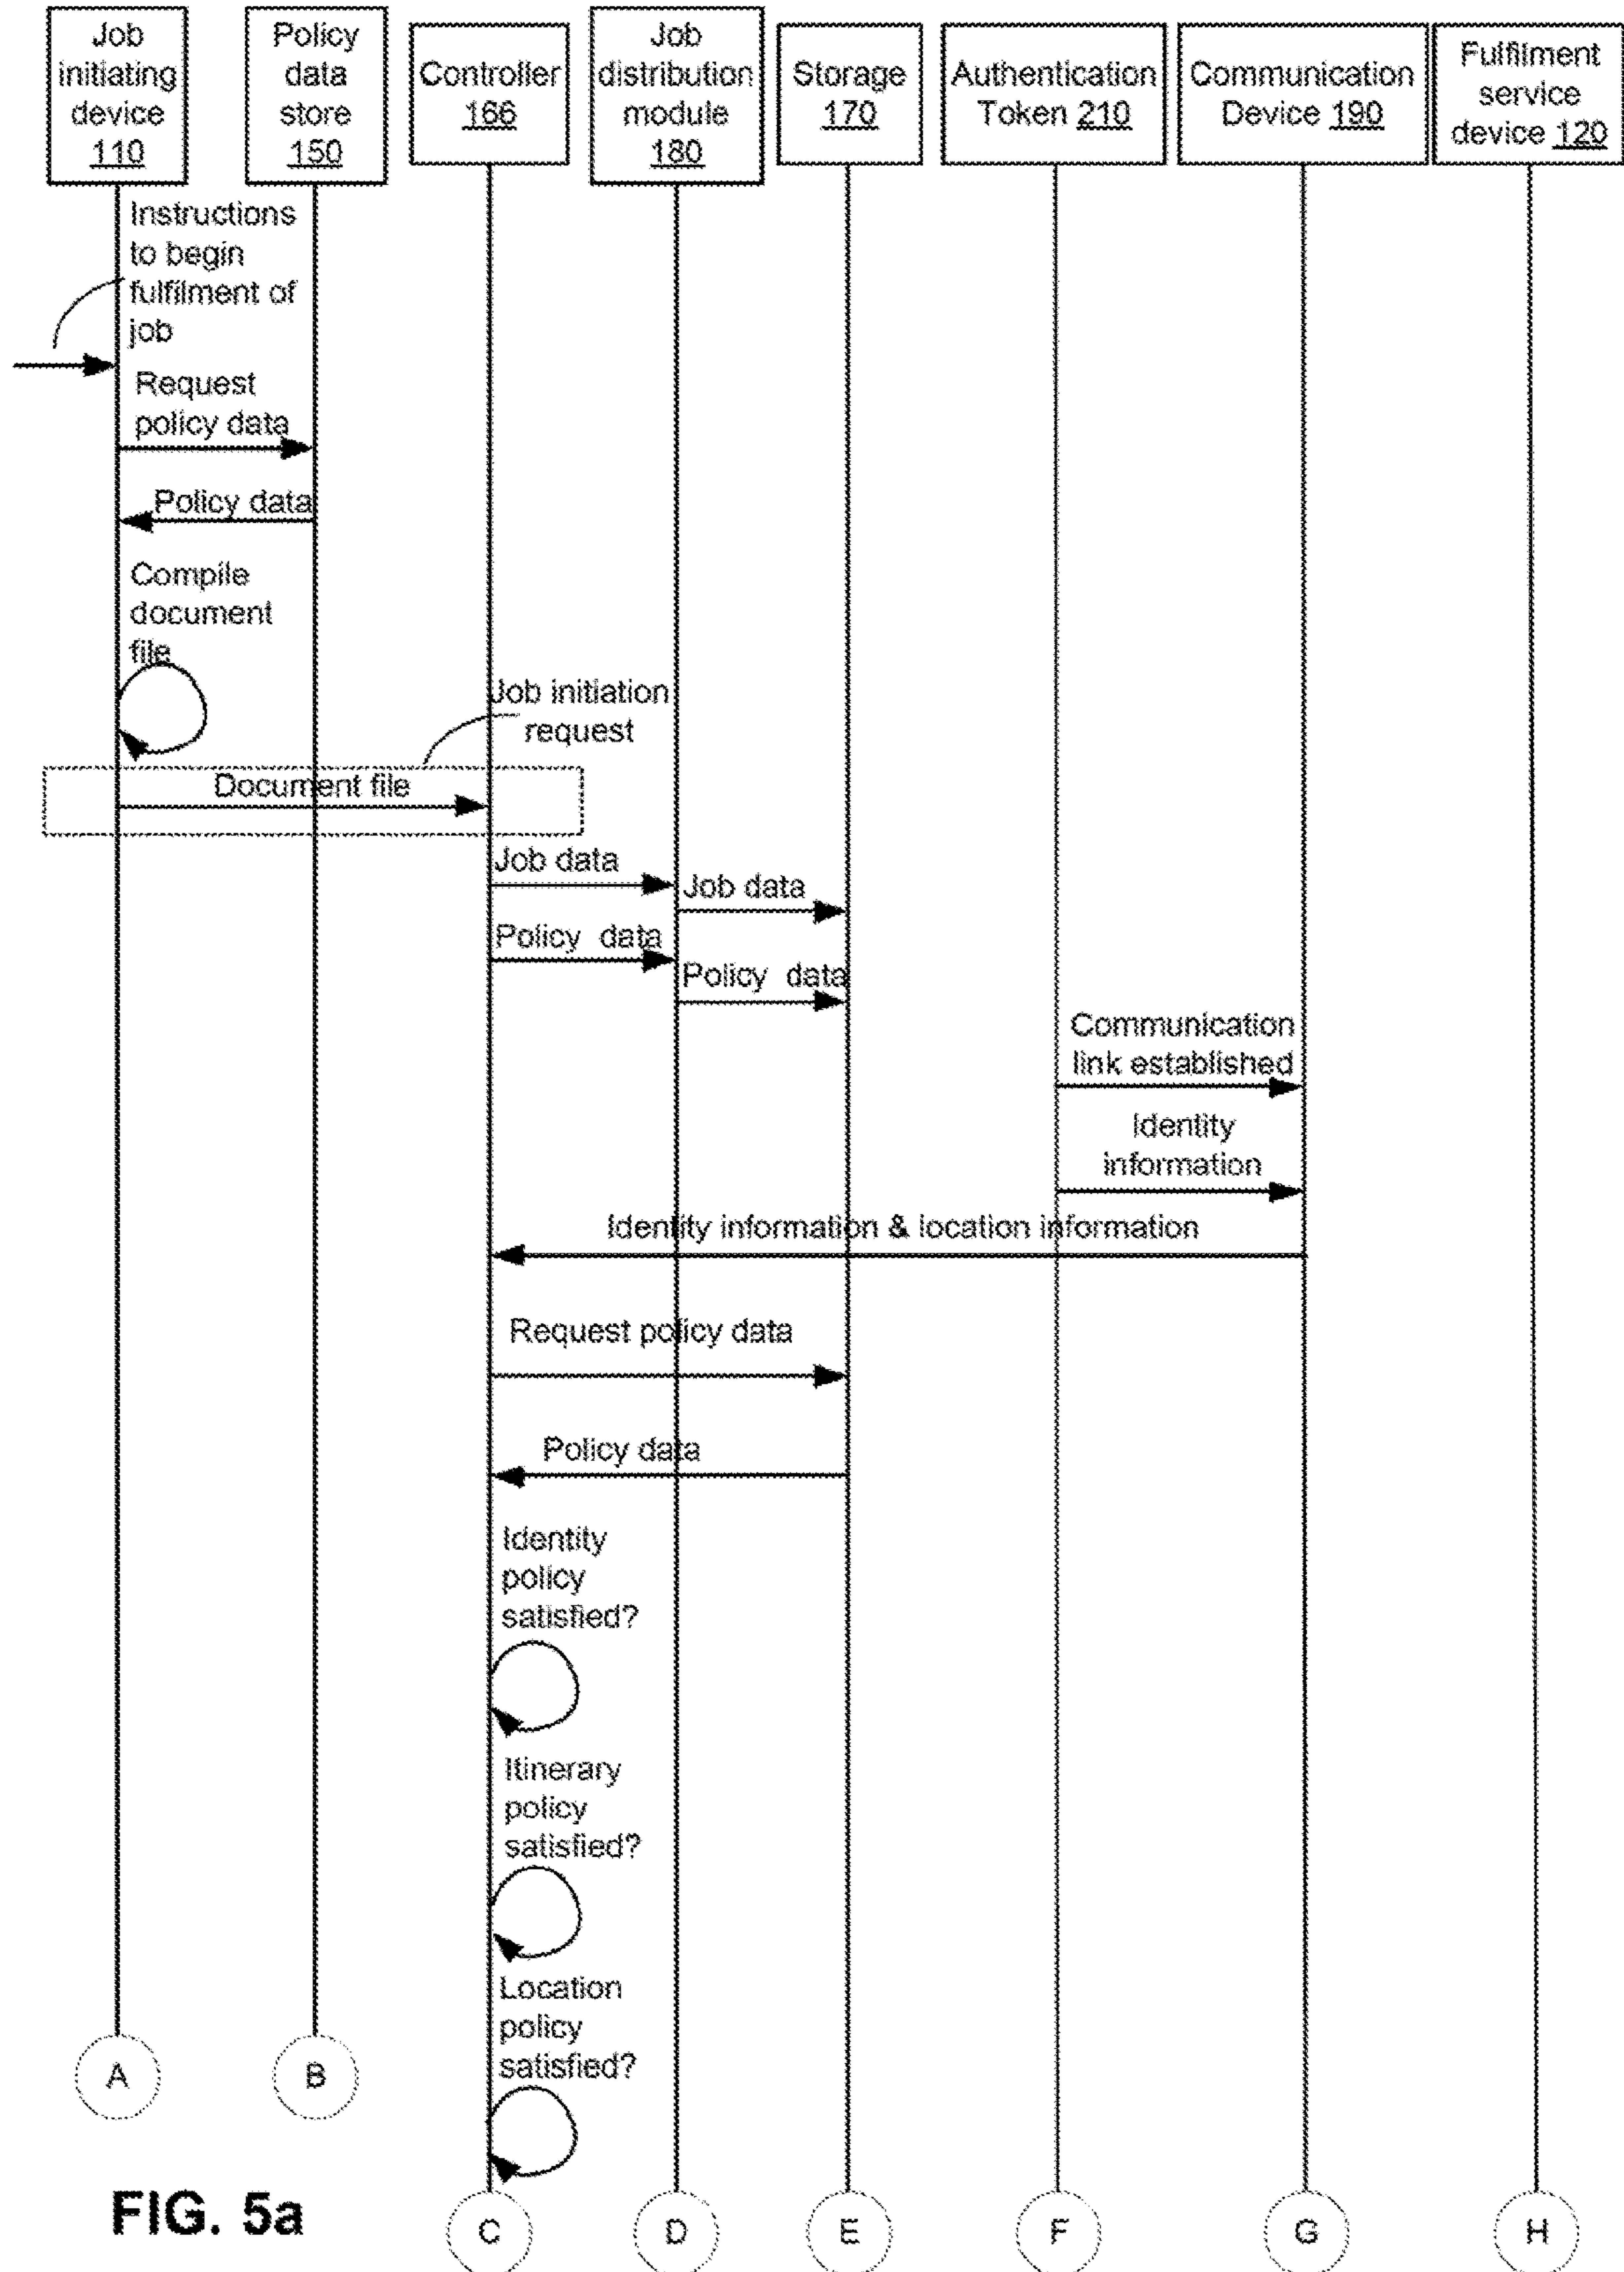 Job
initiating
device
110
Policy
data
store
150
Controller
166
Job
distribution
module
180
Storage
170
Authentication
Token 210
Communication
Device 190
Fulfilment
service
device 120
Instructions
to begin
fulfilment of
job
Request
policy data
Policy data
Compile
document
file
Job initiation
request
Document file
Job data
Job data
Policy data
Policy data
Communication
link established
Identity
information
Identity information & location information
Request policy data
Policy data
Identity
policy
satisfied?
Itinerary
policy
satisfied?
Location
policy
satisfied?
A
B
C
D
E
F
G
H
FIG. 5a